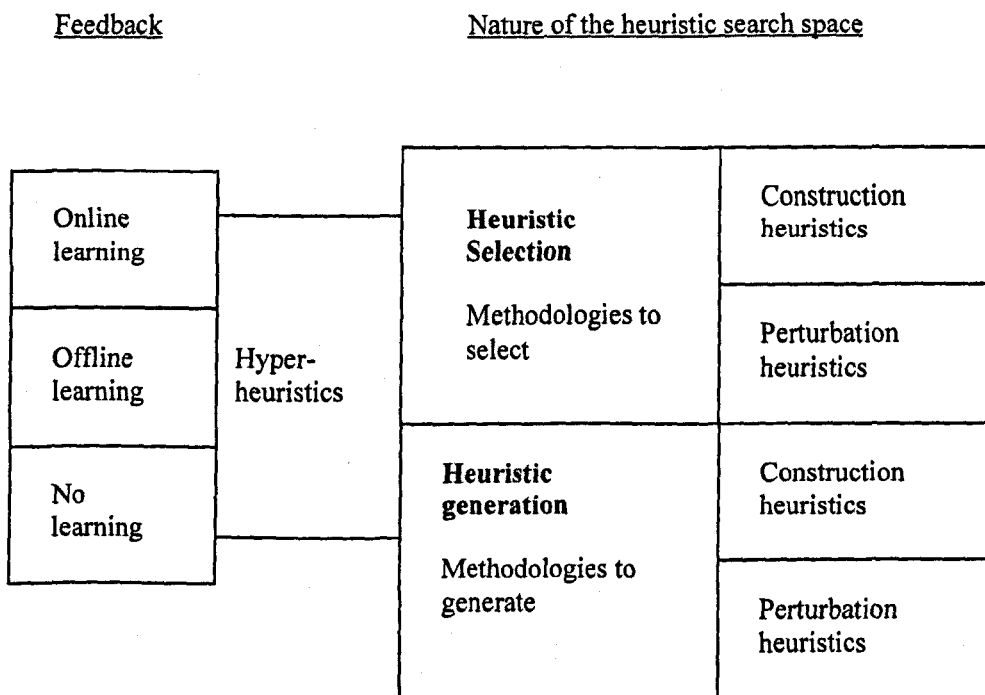 Feedback
Nature of the heuristic search space
Online
learning
Offline
learning
No
learning
Hyper-
heuristics
Heuristic
Selection
Methodologies to
select
Heuristic
generation
Methodologies to
generate
Construction
heuristics
Perturbation
heuristics
Construction
heuristics
Perturbation
heuristics